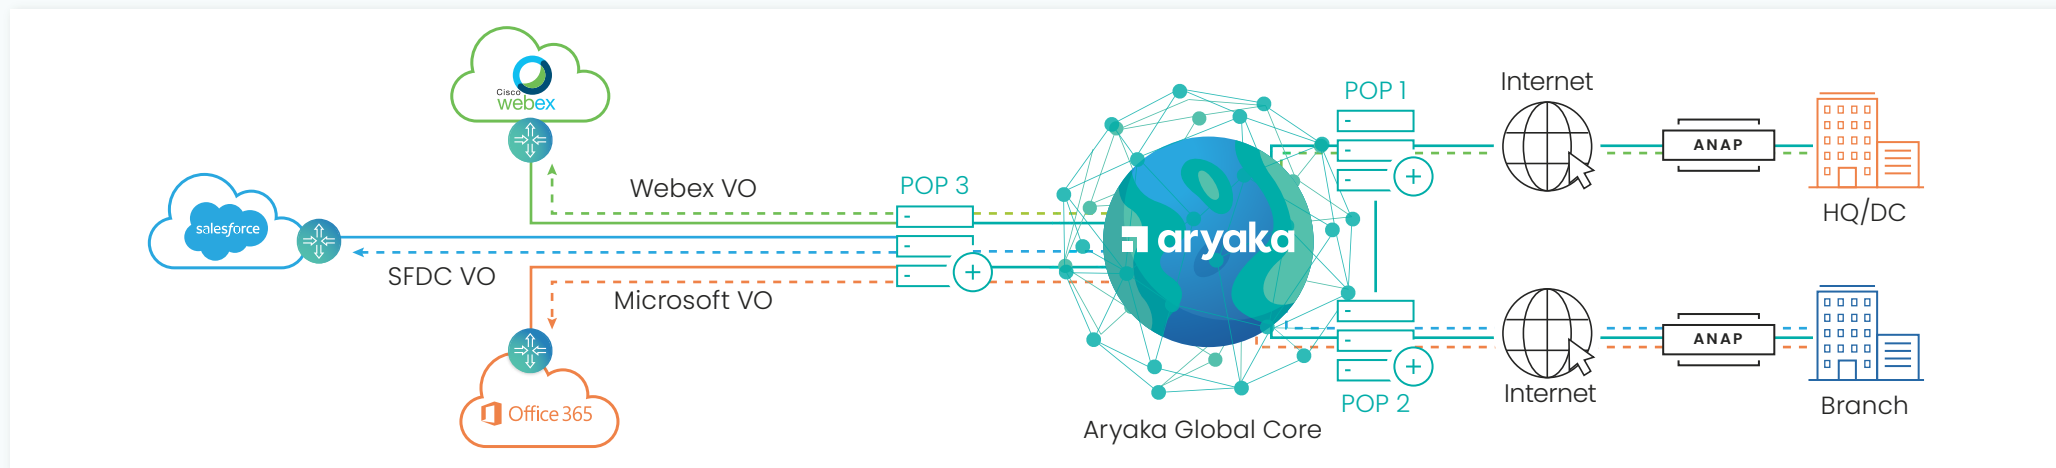 Cisco
webex
salesforce
Webex VO
SFDC VO
Microsoft VO
Office 365
POP 3
aryaka
Aryaka Global Core
POP 1
POP 2
Internet
ANAP
HQ/DC
Internet
ANAP
Branch